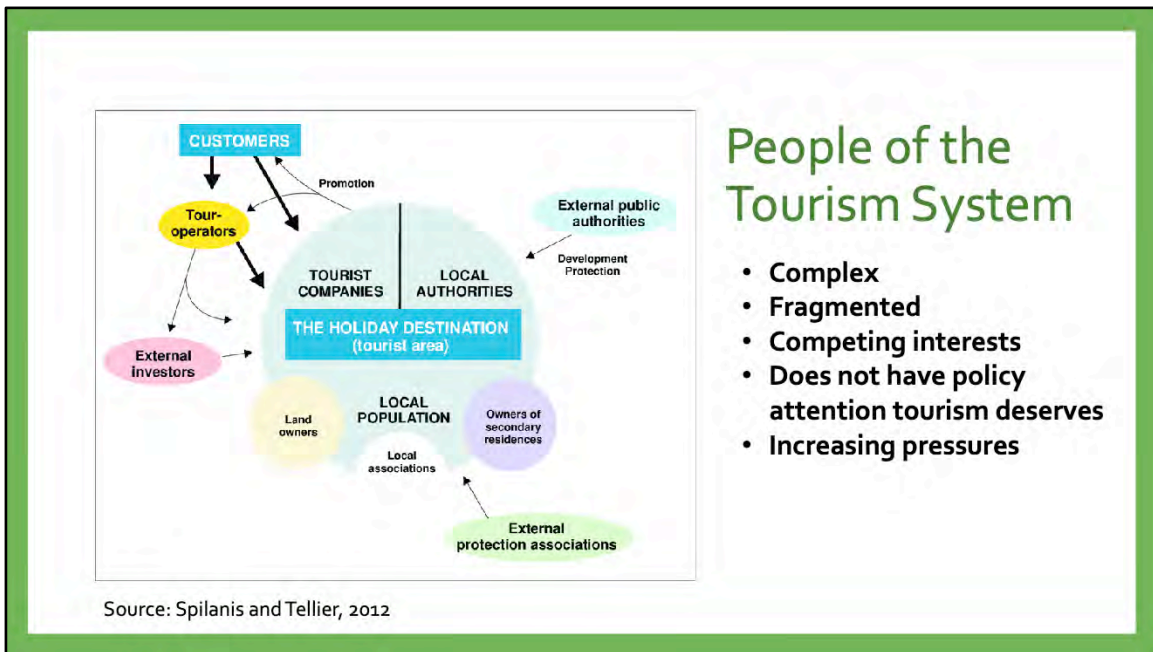 CUSTOMERS
Promotion
Tour-
operators
External public
authorities
Development
Protection
TOURIST
COMPANIES
LOCAL
AUTHORITIES
THE HOLIDAY DESTINATION
(tourist area)
External
investors
LOCAL
POPULATION
Land
owners
Owners of
secondary
residences
Local
associations
External
protection associations
Source: Spilanis and Tellier, 2012
People of the
Tourism System
• Complex
• Fragmented
• Competing interests
• Does not have policy
attention tourism deserves
• Increasing pressures